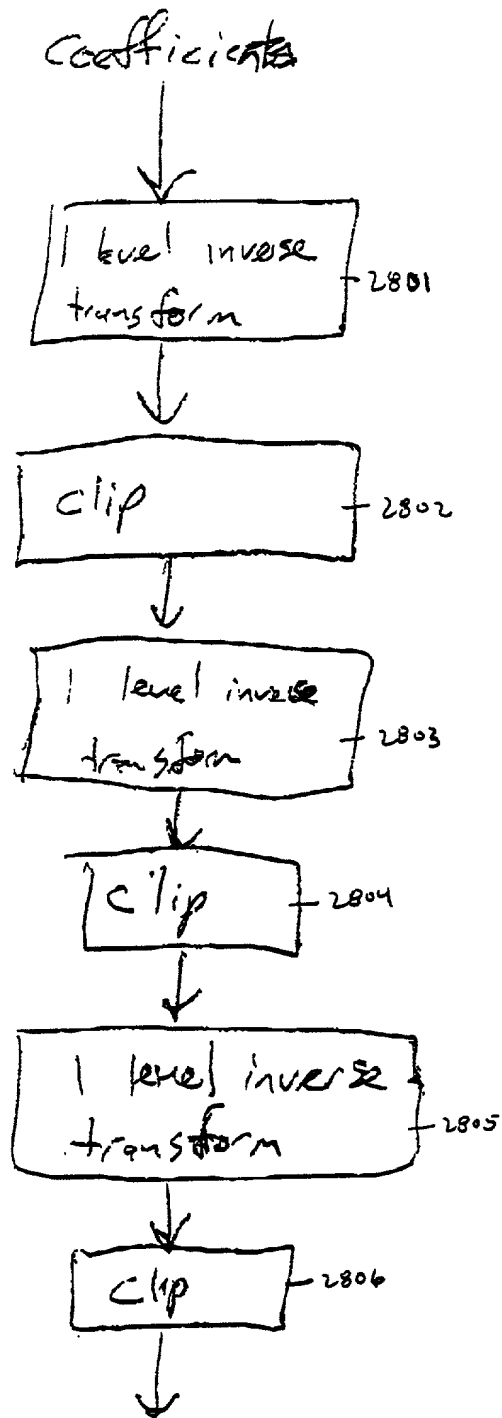 Coefficients
1 level inverse
transform
2801
clip
2802
1 level inverse
transform
2803
clip
2804
1 level inverse
transform
2805
clip
2806